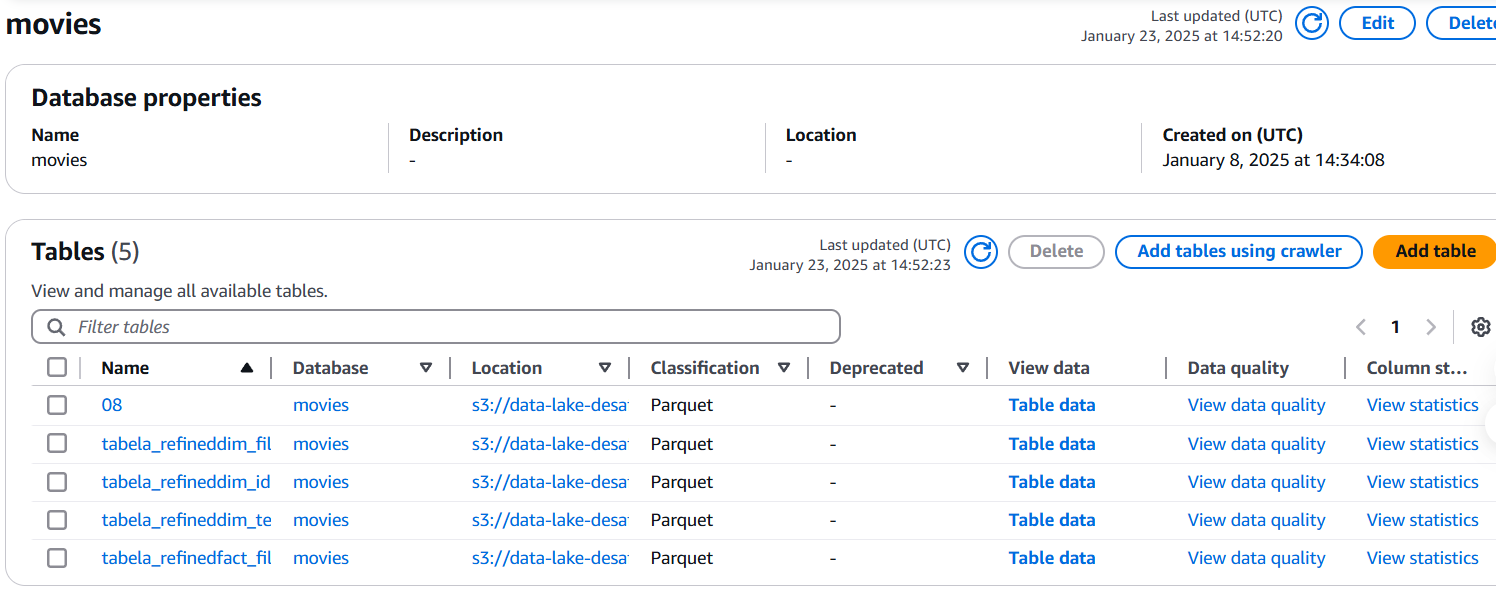 movies
Last updated (UTC)
January 23, 2025 at 14:52:20
Edit
Delete
Database properties
Name
Description
Location
Created on (UTC)
movies
-
-
January 8, 2025 at 14:34:08
Tables (5)
Last updated (UTC)
January 23, 2025 at 14:52:23
Delete
Add tables using crawler
Add table
View and manage all available tables.
Filter tables
1
Name Database Location Classification Deprecated View data Data quality Column st...
08 movies s3://data-lake-desa Parquet - Table data View data quality View statistics
tabela_refineddim_fil movies s3://data-lake-desa Parquet - Table data View data quality View statistics
tabela_refineddim_id movies s3://data-lake-desa Parquet - Table data View data quality View statistics
tabela_refineddim_te movies s3://data-lake-desa Parquet - Table data View data quality View statistics
tabela_refinedfact_fil movies s3://data-lake-desa Parquet - Table data View data quality View statistics